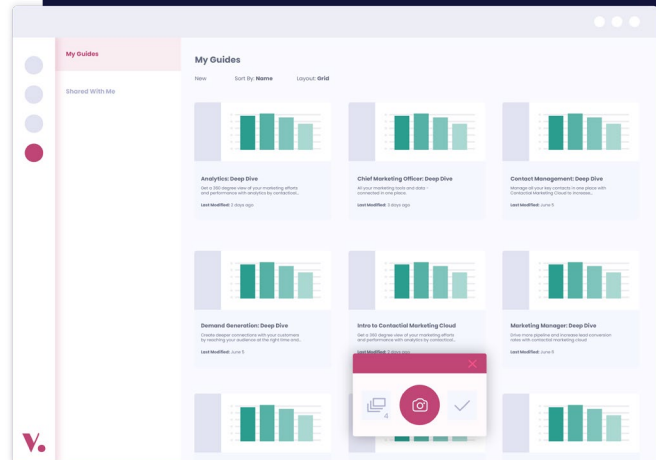 My Guides
Shared With Me
My Guides
New Sort By: Name Layout: Grid
Analytics: Deep Dive
Get a 360 degree view of your marketing efforts
and performance with analytics by contactical...
Last Modified: 2 days ago
Chief Marketing Officer: Deep Dive
All your marketing tools and data -
connected in one place.
Last Modified: 3 days ago
Contact Management: Deep Dive
Manage all your key contacts in one place with
Contactial Marketing Cloud to increase...
Last Modified: June 5
Demand Generation: Deep Dive
Create deeper connections with your customers
by reaching your audience at the right time and...
Last Modified: June 5
Intro to Contactial Marketing Cloud
Get a 360 degree view of your marketing efforts
and performance with analytics by contactical...
Last Modified: 2 days ago
Marketing Manager: Deep Dive
Drive more pipeline and increase lead conversion
rates with contactial marketing cloud
Last Modified: June 5
4
V.